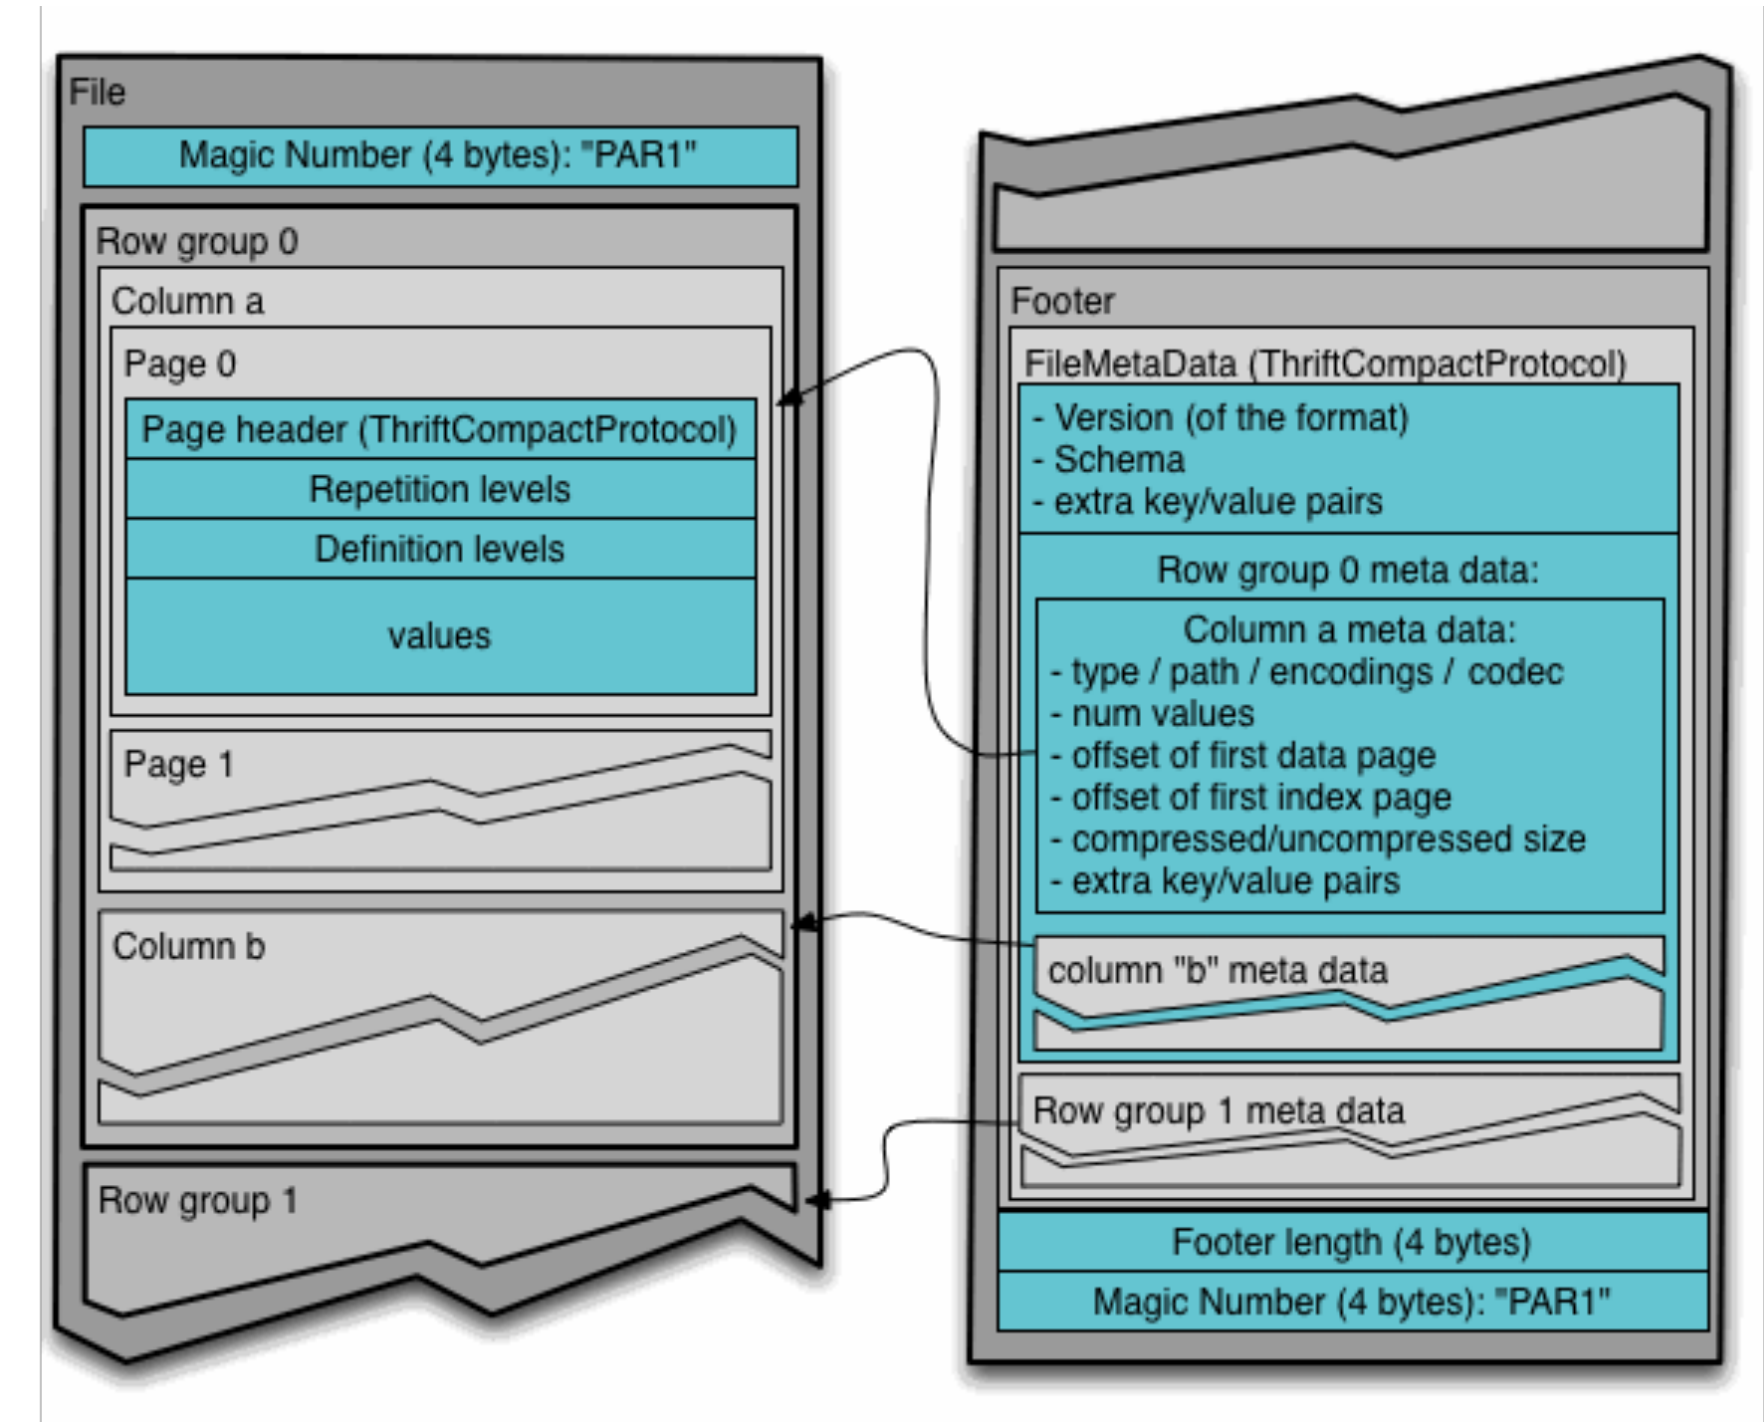 File
Magic Number (4 bytes): "PAR1"
Row group 0
Column a
Page 0
Page header (ThriftCompactProtocol)
Repetition levels
Definition levels
values
Page 1
Column b
Row group 1
Footer
FileMetaData (ThriftCompactProtocol)
- Version (of the format)
- Schema
- extra key/value pairs
Row group 0 meta data:
Column a meta data:
- type / path / encodings / codec
- num values
- offset of first data page
- offset of first index page
- compressed/uncompressed size
- extra key/value pairs
column "b" meta data
Row group 1 meta data
Footer length (4 bytes)
Magic Number (4 bytes): "PAR1"